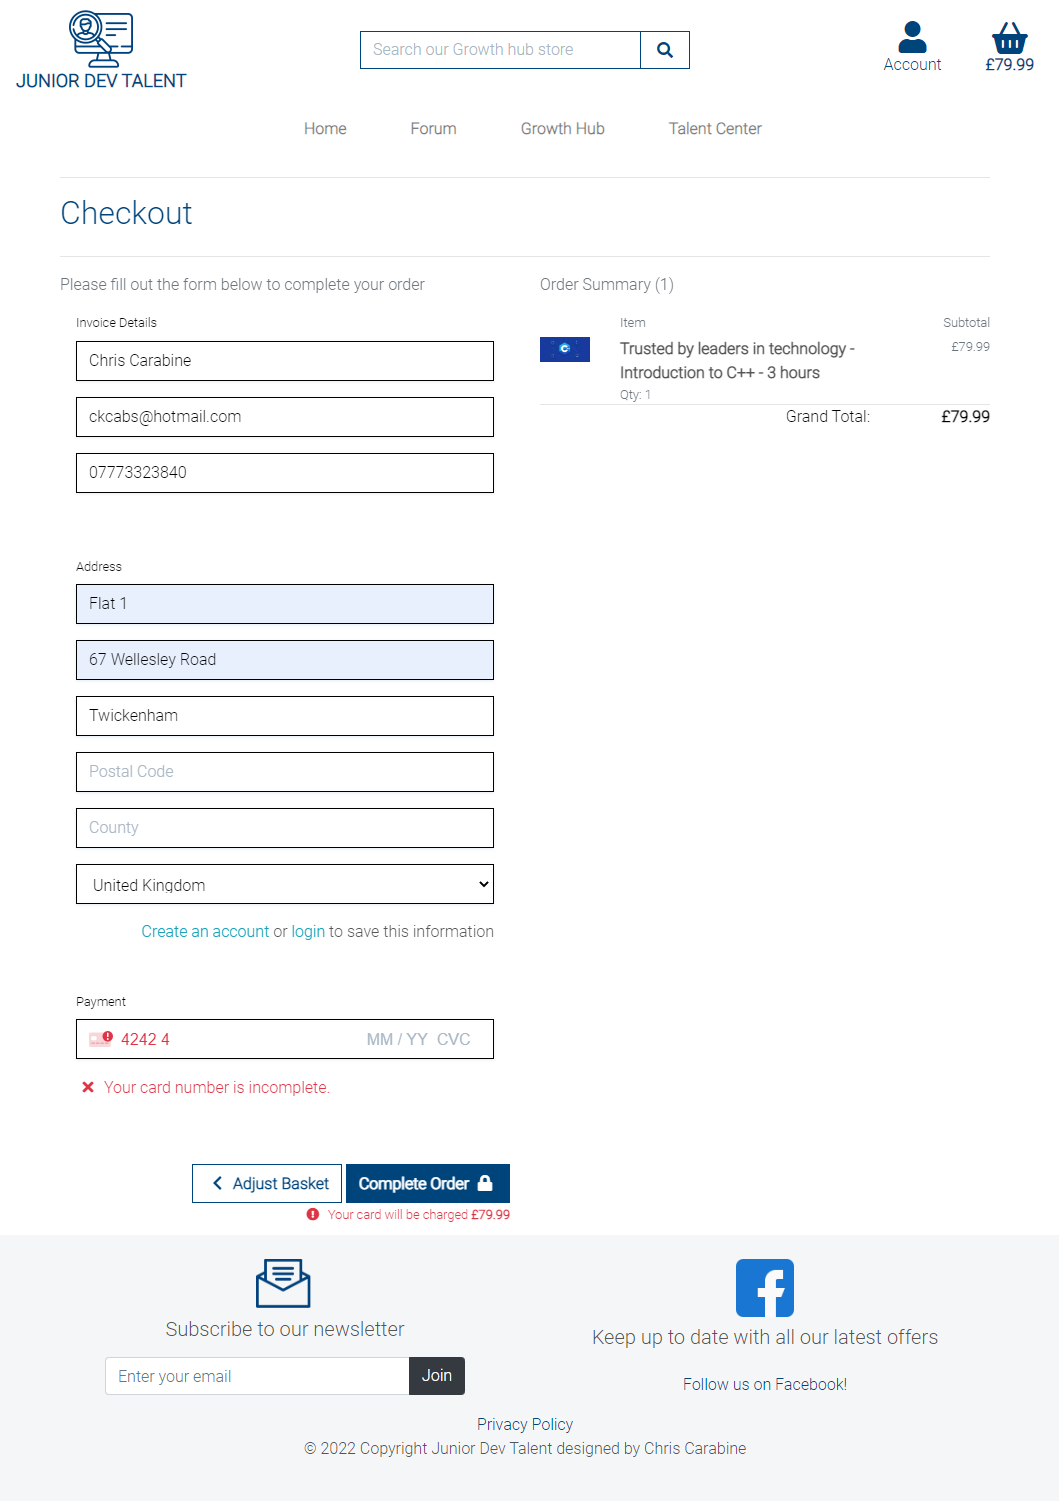 JUNIOR DEV TALENT
Search our Growth hub store
Account
£79.99
Home
Forum
Growth Hub
Talent Center
Checkout
Please fill out the form below to complete your order
Invoice Details
Chris Carabine
ckcabs@hotmail.com
07773323840
Address
Flat 1
67 Wellesley Road
Twickenham
Postal Code
County
United Kingdom
Create an account or login to save this information
Payment
4242 4 MM / YY CVC
Your card number is incomplete.
Adjust Basket
Complete Order
Your card will be charged £79.99
Order Summary (1)
Item Subtotal
Trusted by leaders in technology - £79.99
Introduction to C++ - 3 hours
Qty: 1
Grand Total: £79.99
Subscribe to our newsletter
Enter your email
Join
Keep up to date with all our latest offers
Follow us on Facebook!
Privacy Policy
© 2022 Copyright Junior Dev Talent designed by Chris Carabine